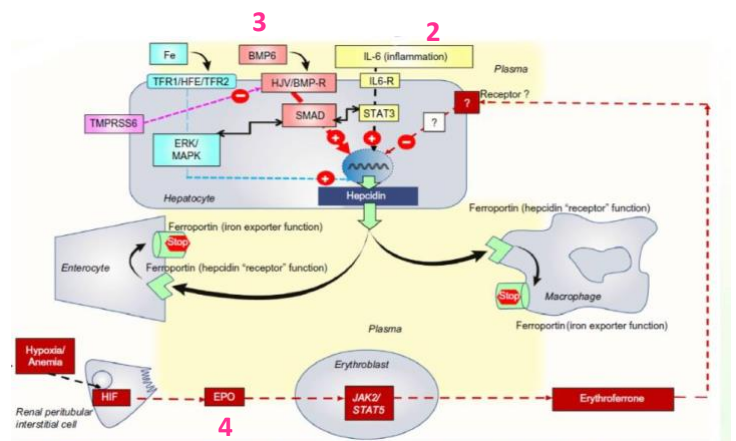 3
2
Fe
BMP6
IL-6 (inflammation)
Plasma
TFR1/HFE/TFR2
HJV/BMP-R
IL6-R
Receptor ?
?
TMPRSS6
SMAD
STAT3
?
ERK/
MAPK
Hepatocyte
Hepcidin
Ferroportin (hepcidin "receptor" function)
Ferroportin (iron exporter function)
Stop
Enterocyte
Ferroportin (hepcidin "receptor" function)
Stop
Macrophage
Ferroportin (iron exporter function)
Plasma
Hypoxia/
Anemia
Erythroblast
HIF
EPO
JAK2/
STAT5
Erythroferrone
Renal peritubular
interstitial cell
4